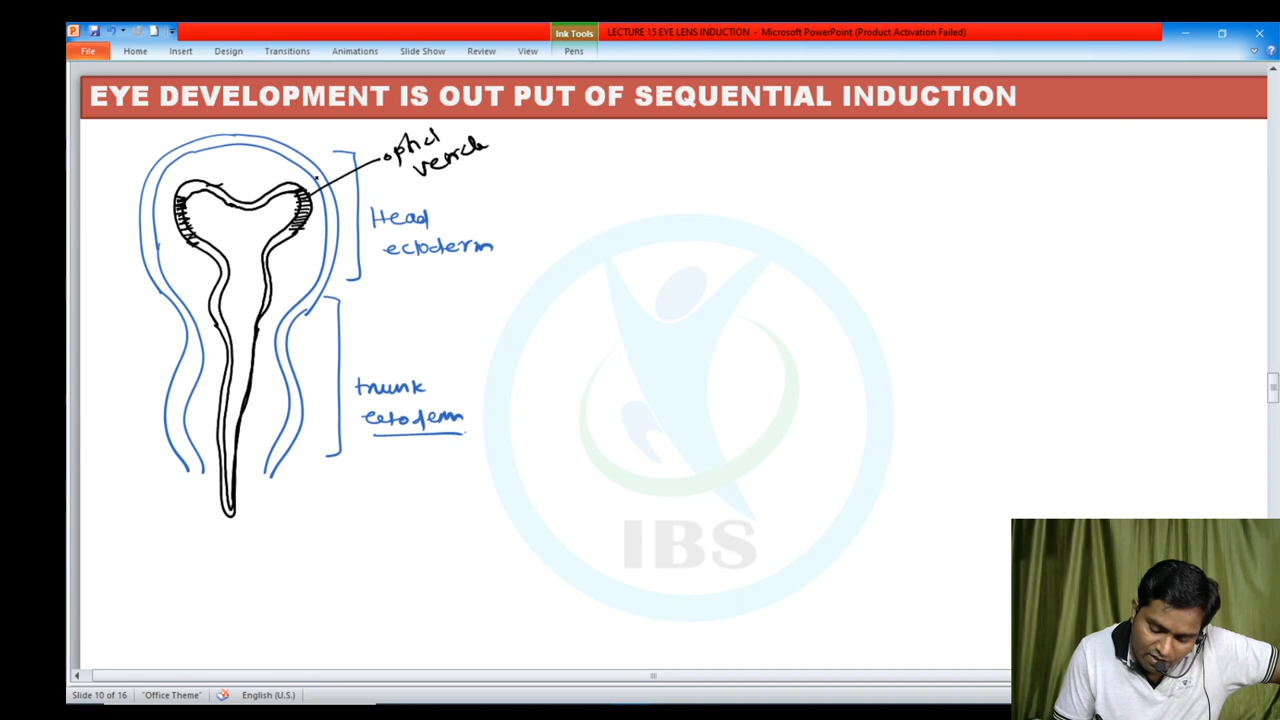 Ink Tools
LECTURE 15 EYE LENS INDUCTION - Microsoft PowerPoint (Product Activation Failed)
File Home Insert Design Transitions Animations Slide Show Review View Pens
EYE DEVELOPMENT IS OUT PUT OF SEQUENTIAL INDUCTION
Head
ectoderm
trunk
ectoderm
IBS
Slide 10 of 16 "Office Theme" English (U.S.)